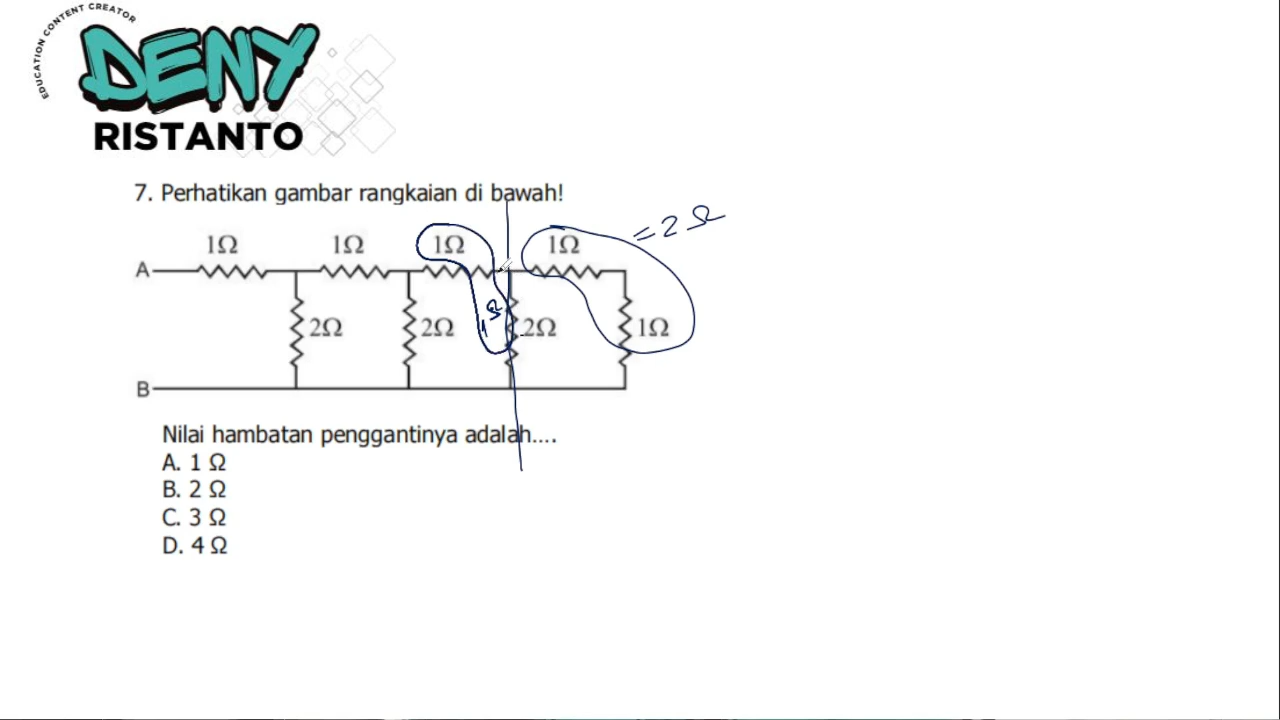 EDUCATION CONTENT CREATOR
DENY
RISTANTO
7. Perhatikan gambar rangkaian di bawah!
1Ω 1Ω 1Ω 1Ω = 2 Ω
A
2Ω 2Ω 1 Ω 2Ω 1Ω
B
Nilai hambatan penggantinya adalah....
A. 1 Ω
B. 2 Ω
C. 3 Ω
D. 4 Ω